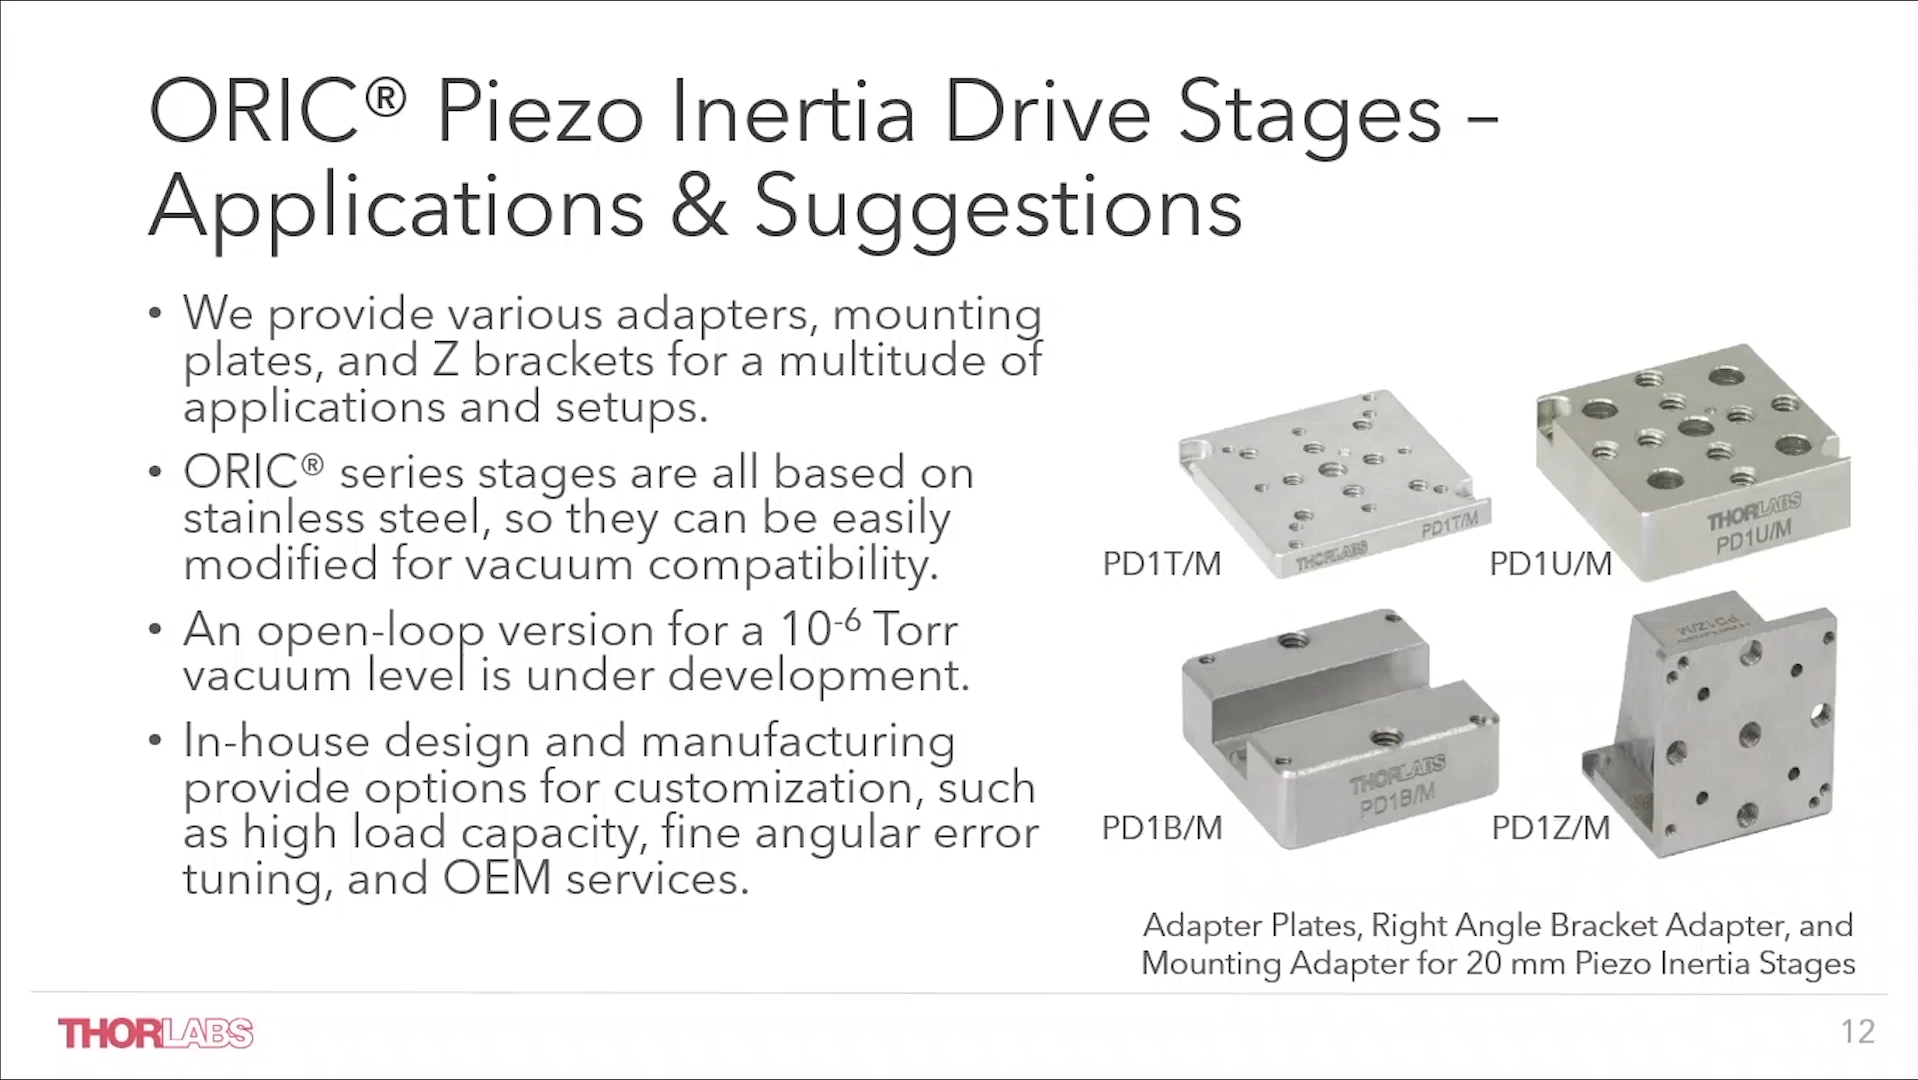 ORIC® Piezo Inertia Drive Stages –
Applications & Suggestions
• We provide various adapters, mounting
plates, and Z brackets for a multitude of
applications and setups.
• ORIC® series stages are all based on
stainless steel, so they can be easily
modified for vacuum compatibility.
• An open-loop version for a 10-6 Torr
vacuum level is under development.
• In-house design and manufacturing
provide options for customization, such
as high load capacity, fine angular error
tuning, and OEM services.
THORLABS
PD1T/M
PD1T/M
THORLABS
PD1U/M
PD1U/M
THORLABS
PD1B/M
PD1B/M
PD1Z/M
PD1Z/M
Adapter Plates, Right Angle Bracket Adapter, and
Mounting Adapter for 20 mm Piezo Inertia Stages
THORLABS
12